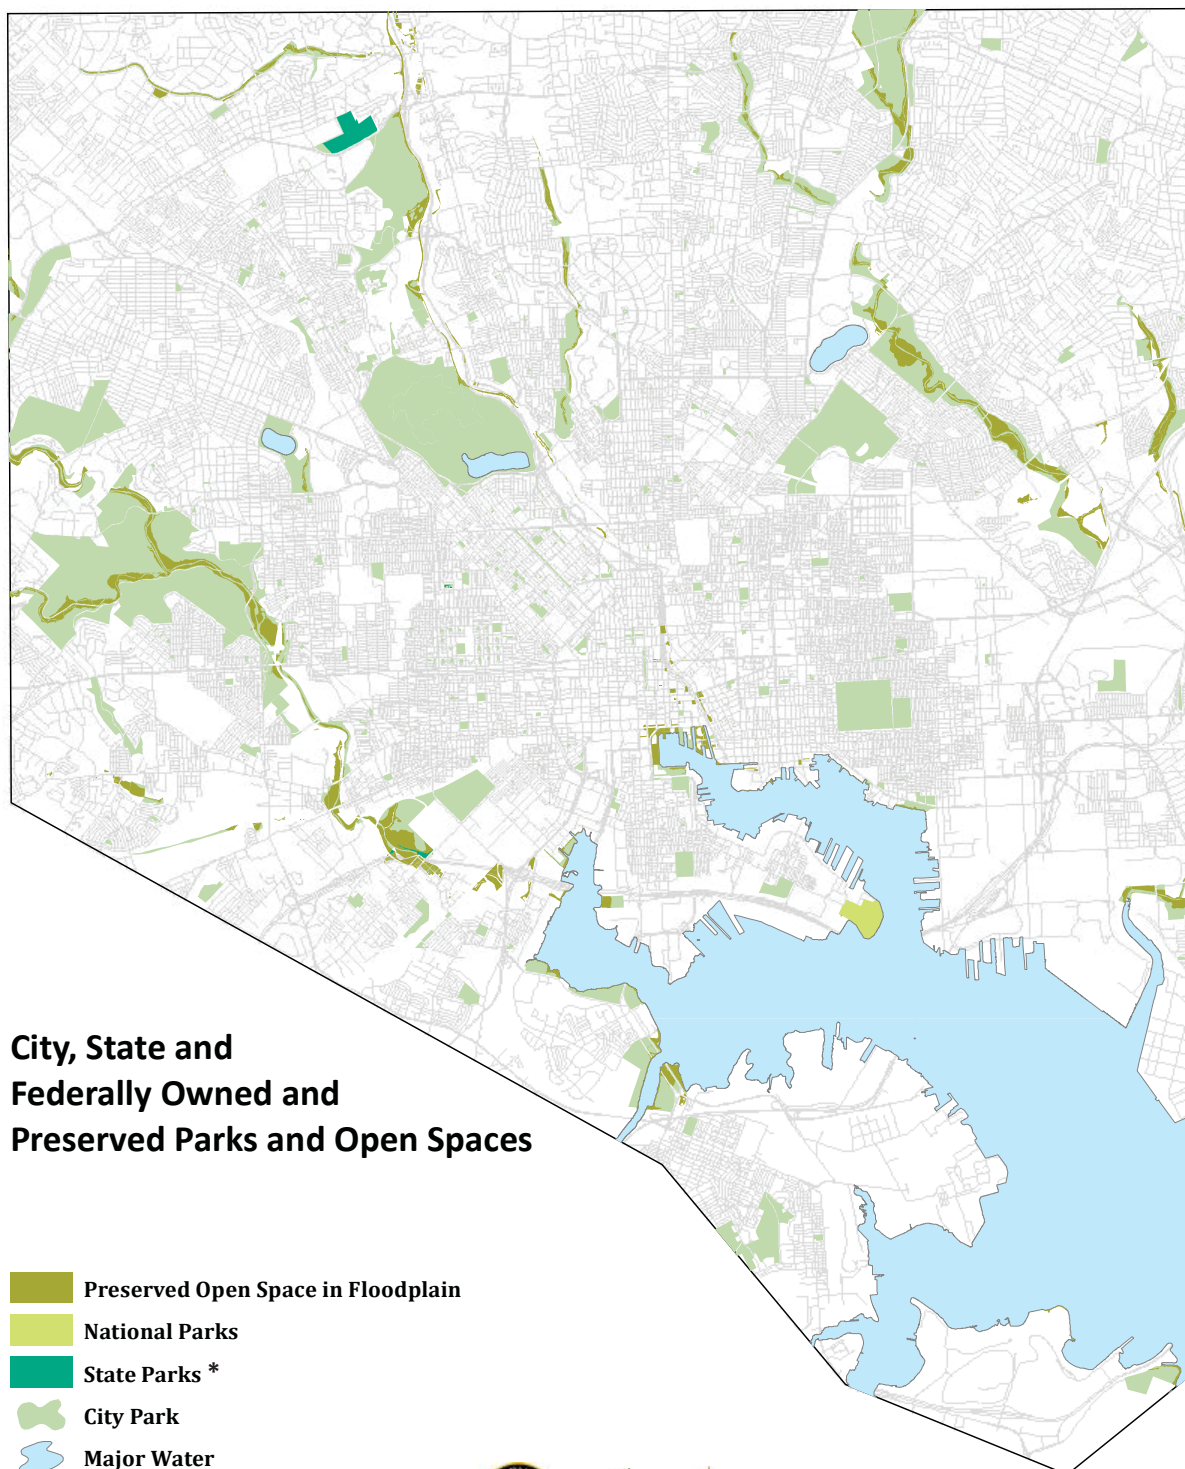 City, State and
Federally Owned and
Preserved Parks and Open Spaces
Preserved Open Space in Floodplain
National Parks
State Parks *
City Park
Major Water